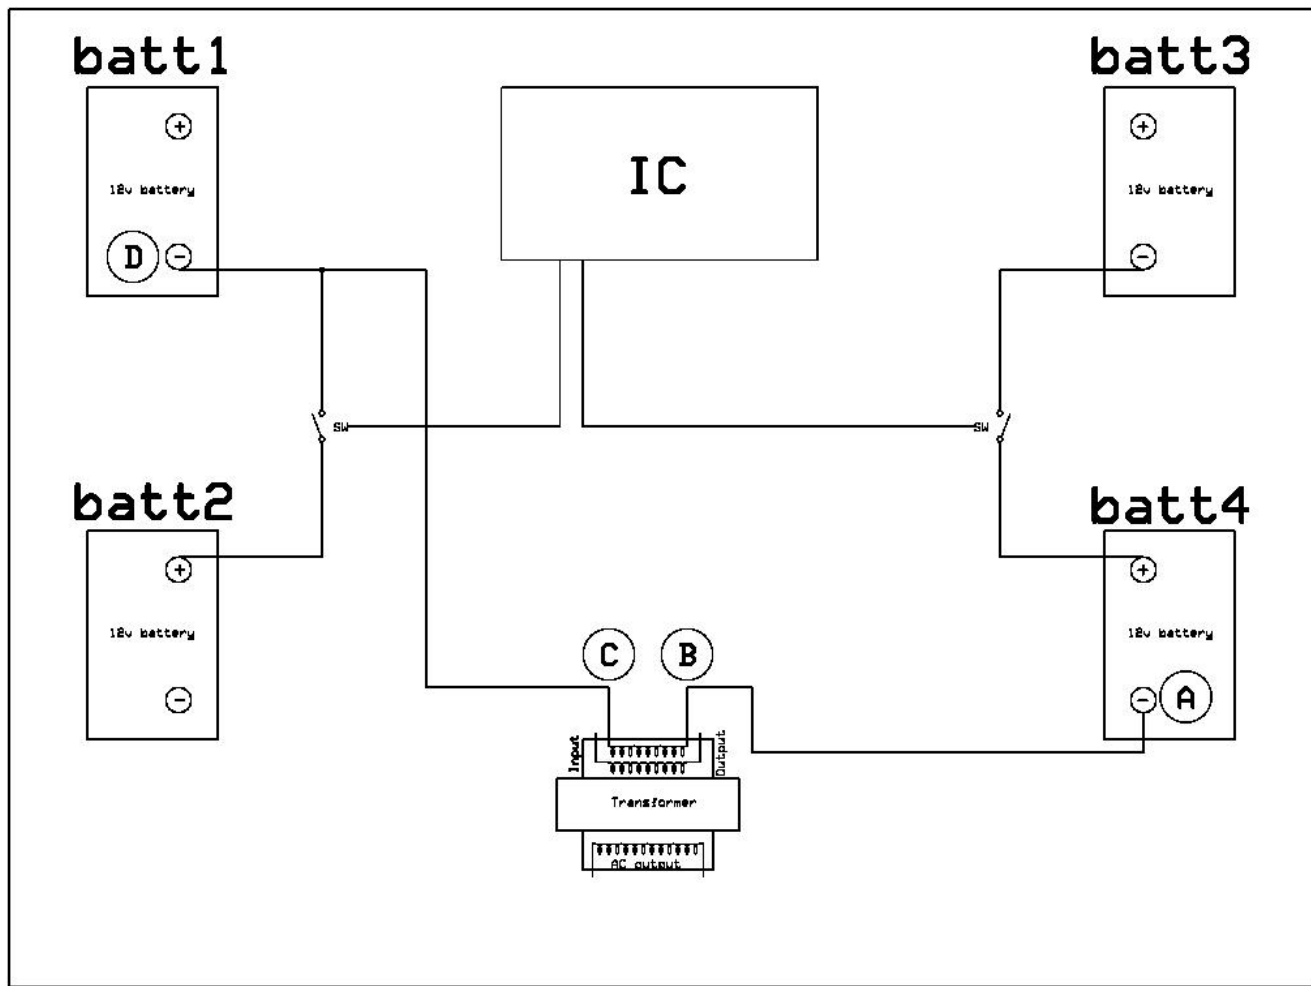 batt1
batt3
+
+
IC
12v battery
12v battery
D
-
-
SW
SW
batt2
batt4
+
+
12v battery
12v battery
C
B
-
-
A
Input
Output
Transformer
AC output